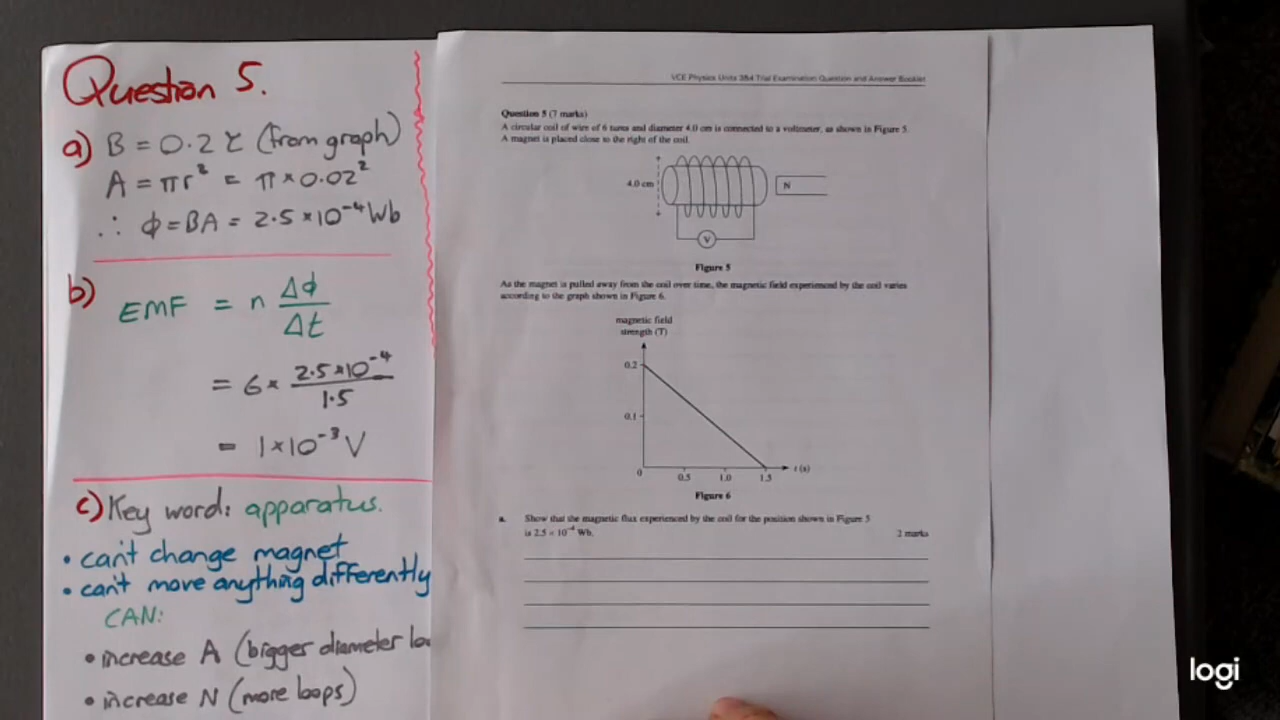 Question 5.
a) B = 0.2 T (from graph)
A = πr² = π × 0.02²
∴ ϕ = BA = 2.5 × 10⁻⁴ Wb
b) EMF = n Δϕ / Δt
= 6 × 2.5 × 10⁻⁴ / 1.5
= 1 × 10⁻³ V
c) Key word: apparatus.
• can't change magnet
• can't move anything differently
CAN:
• increase A (bigger diameter
• increase N (more loops)
VCE Physics Units 3&4 Trial Examination Question and Answer Booklet
Question 5 (7 marks)
A circular coil of wire of 6 turns and diameter 4.0 cm is connected to a voltmeter, as shown in Figure 5.
A magnet is placed close to the right of the coil.
4.0 cm
N
V
Figure 5
As the magnet is pulled away from the coil over time, the magnetic field experienced by the coil varies
according to the graph shown in Figure 6.
magnetic field
strength (T)
0.2
0.1
0 0.5 1.0 1.5 t (s)
Figure 6
a. Show that the magnetic flux experienced by the coil for the position shown in Figure 5
is 2.5 × 10⁻⁴ Wb. 2 marks
logi